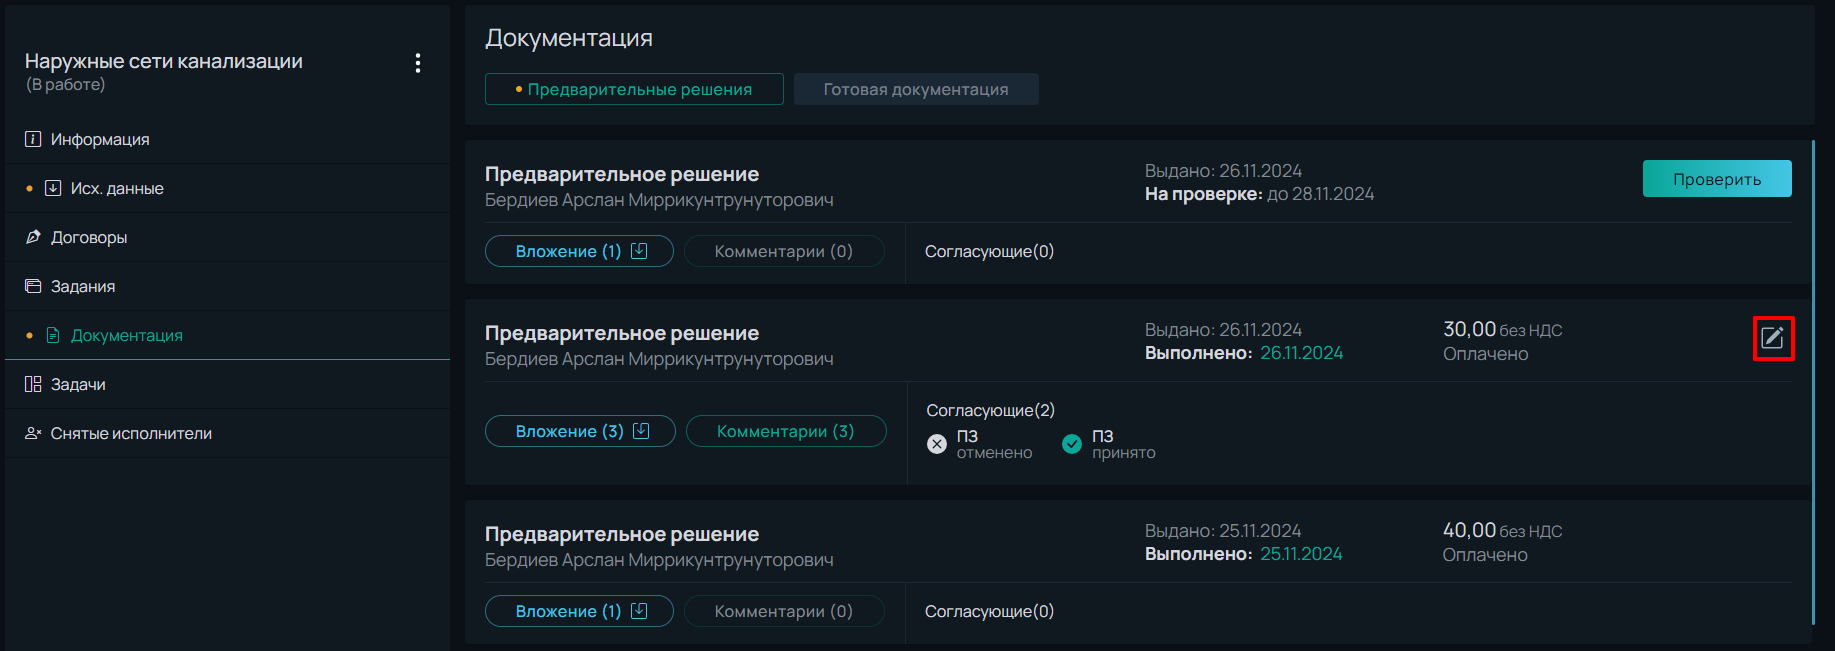 Наружные сети канализации
(В работе)
Информация
Исх. данные
Договоры
Задания
Документация
Задачи
Снятые исполнители
Документация
Предварительные решения
Готовая документация
Предварительное решение
Бердиев Арслан Миррикунтрунуторович
Выдано: 26.11.2024
На проверке: до 28.11.2024
Проверить
Вложение (1)
Комментарии (0)
Согласующие(0)
Предварительное решение
Бердиев Арслан Миррикунтрунуторович
Выдано: 26.11.2024
Выполнено: 26.11.2024
30,00 без НДС
Оплачено
Вложение (3)
Комментарии (3)
Согласующие(2)
ПЗ
отменено
ПЗ
принято
Предварительное решение
Бердиев Арслан Миррикунтрунуторович
Выдано: 25.11.2024
Выполнено: 25.11.2024
40,00 без НДС
Оплачено
Вложение (1)
Комментарии (0)
Согласующие(0)